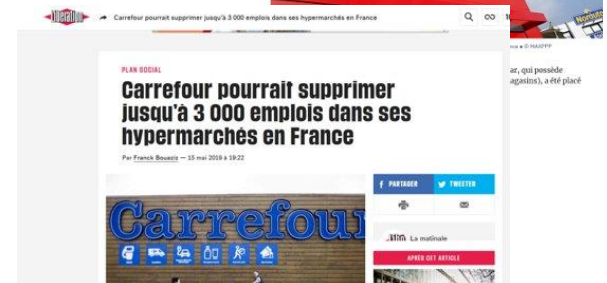 Libération
Carrefour pourrait supprimer jusqu'à 3 000 emplois dans ses hypermarchés en France
PLAN SOCIAL
Carrefour pourrait supprimer
jusqu'à 3 000 emplois dans ses
hypermarchés en France
Par Franck Bouaziz — 15 mai 2019 à 19:22
PARTAGER
TWEETER
Carrefour
La matinale
APRÈS CET ARTICLE
© MAXPPP
ar, qui possède
agasins), a été placé